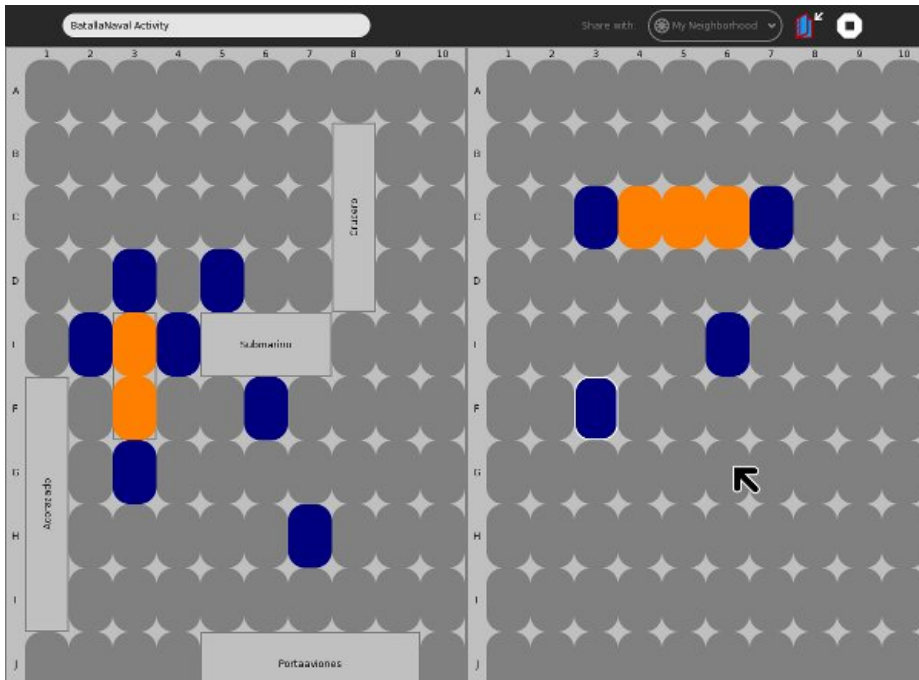 BatallaNaval Activity
Share with: My Neighborhood
1 2 3 4 5 6 7 8 9 10
1 2 3 4 5 6 7 8 9 10
A
A
B
B
C
C
Crucero
D
D
Submarino
F
F
G
G
Acorazado
H
H
I
J
J
Portaaviones